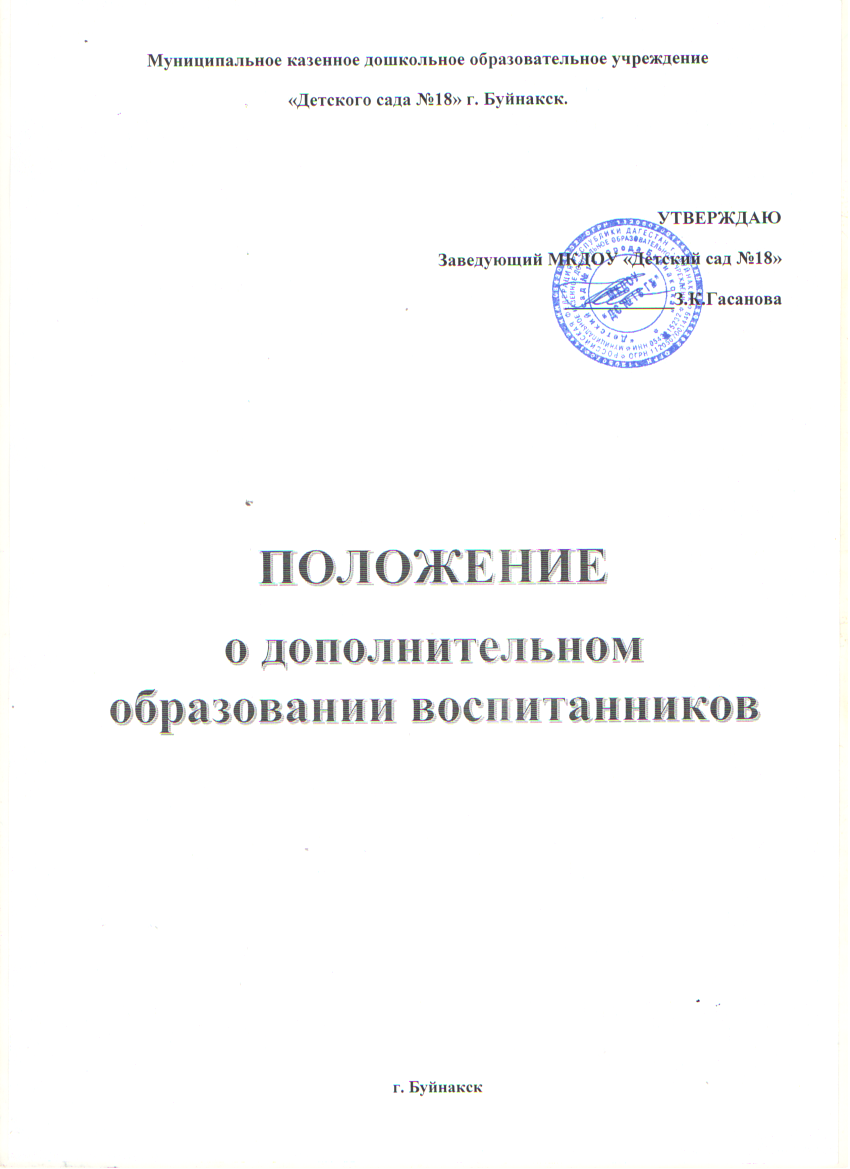 Муниципальное казенное дошкольное образовательное учреждение
«Детского сада №18» г. Буйнакск.
УТВЕРЖДАЮ
Заведующий МКДОУ «Детский сад №18»
З.К.Гасанова
ПОЛОЖЕНИЕ
о дополнительном
образовании воспитанников
г. Буйнакск